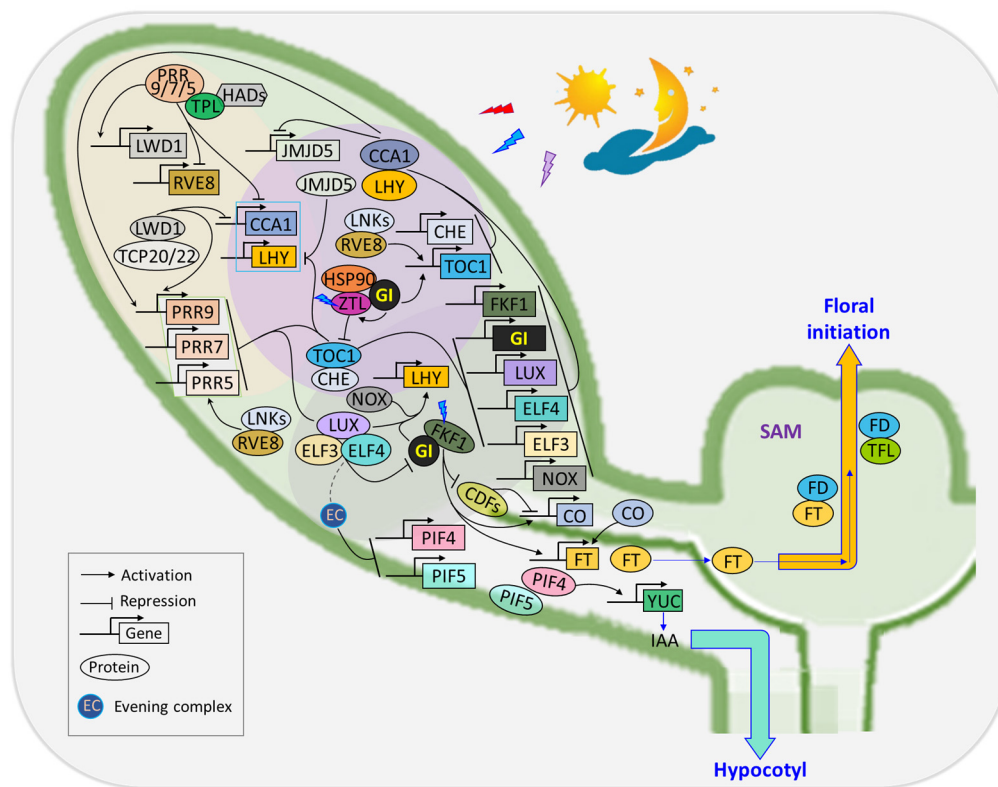 PRR
9/7/5
TPL
HADs
LWD1
RVE8
JMJD5
CCA1
LHY
JMJD5
LWD1
TCP20/22
CCA1
LHY
LNKs
RVE8
CHE
TOC1
HSP90
ZTL
GI
PRR9
PRR7
PRR5
TOC1
CHE
LHY
NOX
FKF1
GI
LUX
ELF4
ELF3
NOX
LNKs
RVE8
LUX
ELF3
ELF4
GI
FKF1
EC
CDFs
CO
CO
PIF4
PIF5
FT
FT
FT
PIF4
PIF5
YUC
IAA
Hypocotyl
Floral
initiation
SAM
FD
TFL
FD
FT
Activation
Repression
Gene
Protein
EC
Evening complex